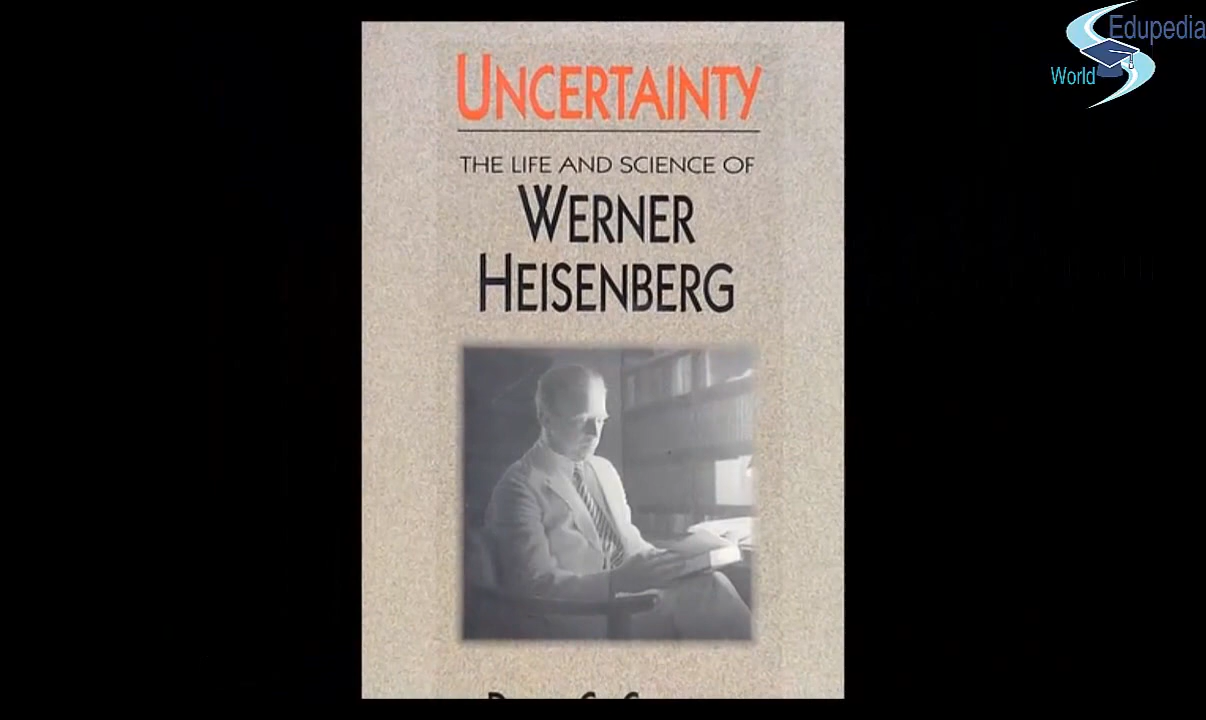 Edupedia
World
UNCERTAINTY
THE LIFE AND SCIENCE OF
WERNER
HEISENBERG